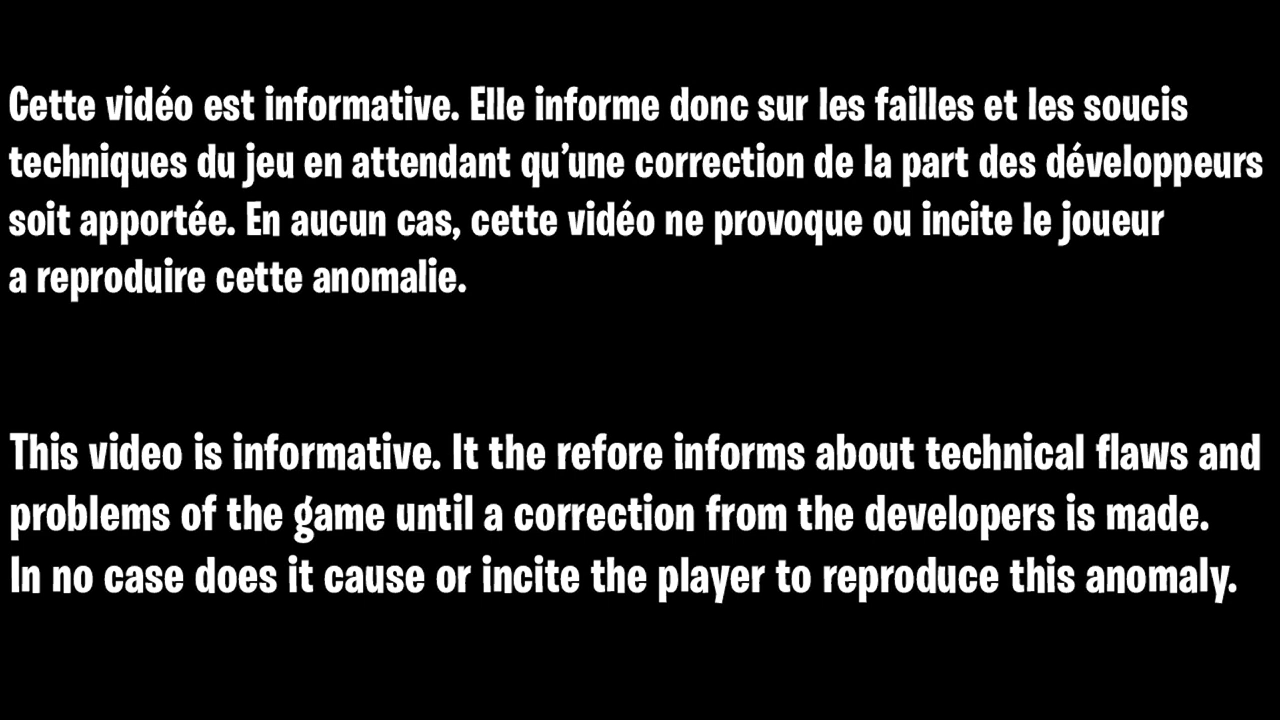 Cette vidéo est informative. Elle informe donc sur les failles et les soucis
techniques du jeu en attendant qu’une correction de la part des développeurs
soit apportée. En aucun cas, cette vidéo ne provoque ou incite le joueur
a reproduire cette anomalie.
This video is informative. It the refore informs about technical flaws and
problems of the game until a correction from the developers is made.
In no case does it cause or incite the player to reproduce this anomaly.